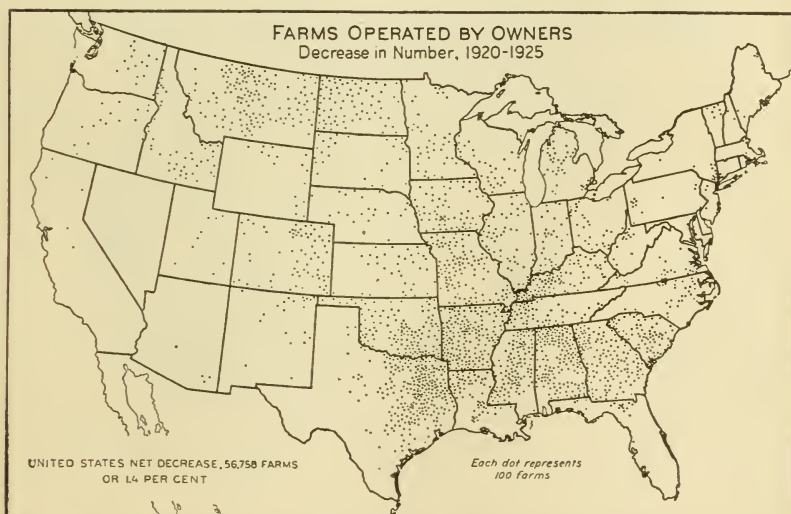 FARMS OPERATED BY OWNERS
Decrease in Number, 1920-1925
UNITED STATES NET DECREASE, 56,758 FARMS
OR 1.4 PER CENT
Each dot represents
100 farms